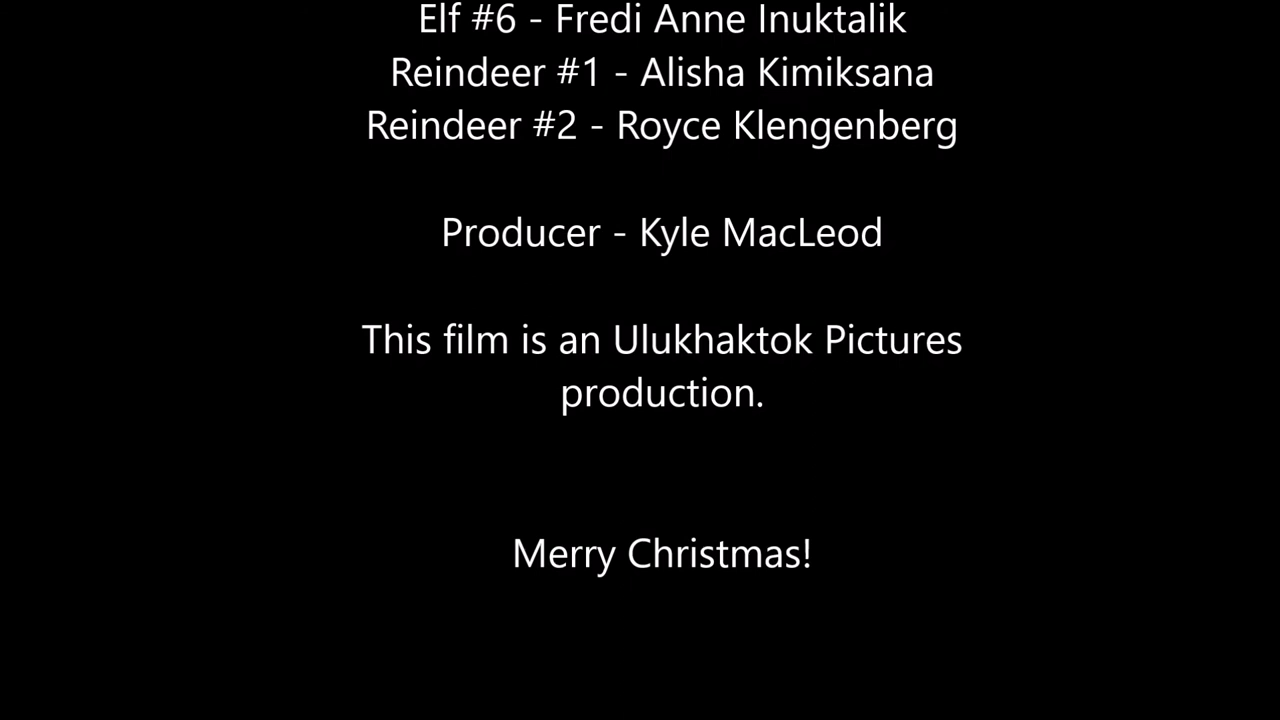 Elf #6 - Fredi Anne Inuktalik
Reindeer #1 - Alisha Kimiksana
Reindeer #2 - Royce Klengenberg
Producer - Kyle MacLeod
This film is an Ulukhaktok Pictures
production.
Merry Christmas!